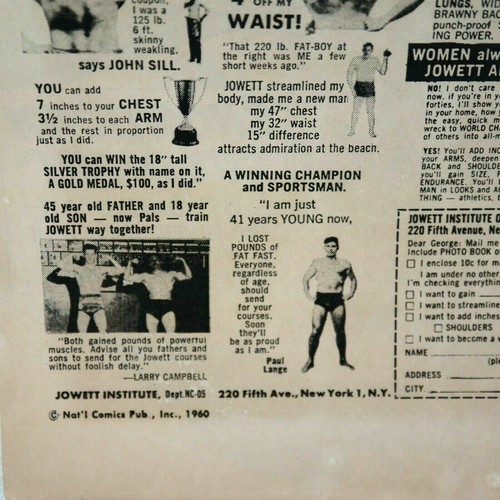 coupon,
I was a
125 lb.
6 ft.
skinny
weakling,
says JOHN SILL.
YOU can add
7 inches to your CHEST
3½ inches to each ARM
and the rest in proportion
just as I did.
YOU can WIN the 18" tall
SILVER TROPHY with name on it,
A GOLD MEDAL, $100, as I did."
45 year old FATHER and 18 year
old SON — now Pals — train
JOWETT way together!
"Both gained pounds of powerful
muscles. Advise all you fathers and
sons to send for the Jowett courses
without foolish delay."
—LARRY CAMPBELL
OFF MY
WAIST!
"That 220 lb. FAT-BOY at
the right was ME a few
short weeks ago."
JOWETT streamlined my
body, made me a new man
my 47" chest
my 32" waist
15" difference
attracts admiration at the beach.
A WINNING CHAMPION
and SPORTSMAN.
"I am just
41 years YOUNG now,
I LOST
POUNDS of
FAT FAST.
Everyone,
regardless
of age,
should
send
for your
courses.
Soon
they'll
be as proud
as I am."
Paul
Lange
LUNGS, WID
BRAWNY BAC
punch-proof S
ING POWER.
WOMEN alw
JOWETT A
NO! I don't care
now, if you're in yo
forties, I'll show y
in your home, how y
the easy, quick m
wreck to WORLD CHA
of others into all-m
YES! You'll ADD INC
your ARMS, deepen
BACK and SHOULDE
you'll gain SIZE, P
ENDURANCE. You'll
MAN in LOOKS and AC
THING — athletics, b
JOWETT INSTITUTE D
220 Fifth Avenue, Ne
Dear George: Mail me
Include PHOTO BOOK o
I enclose 10c for ma
I am under no other
I'm checking everythin
I want to gain
I want to streamline
I want to add inches
SHOULDERS
I want to become a w
NAME
(ple
ADDRESS
CITY
JOWETT INSTITUTE, Dept.NC-05 220 Fifth Ave., New York 1, N.Y.
© Nat'l Comics Pub., Inc., 1960